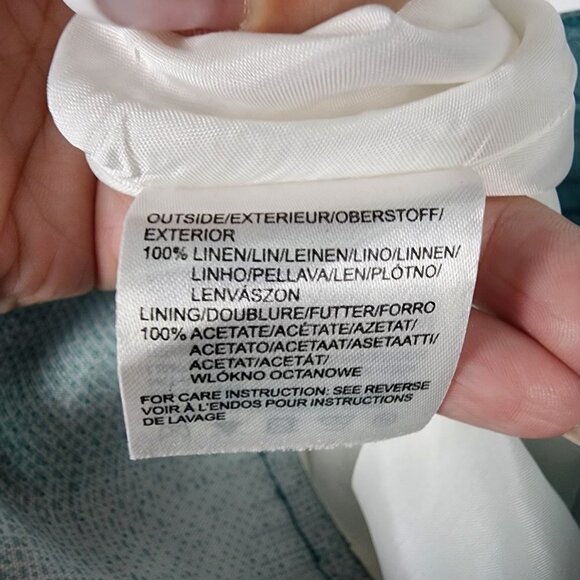 OUTSIDE/EXTERIEUR/OBERSTOFF/
EXTERIOR
100% LINEN/LIN/LEINEN/LINO/LINNEN/
LINHO/PELLAVA/LEN/PLÓTNO/
LENVÁSZON
LINING/DOUBLURE/FUTTER/FORRO
100% ACETATE/ACÉTATE/AZETAT/
ACETATO/ACETAAT/ASETAATTI/
ACETAT/ACETÁT/
WLÓKNO OCTANOWE
FOR CARE INSTRUCTION: SEE REVERSE
VOIR À L'ENDOS POUR INSTRUCTIONS
DE LAVAGE